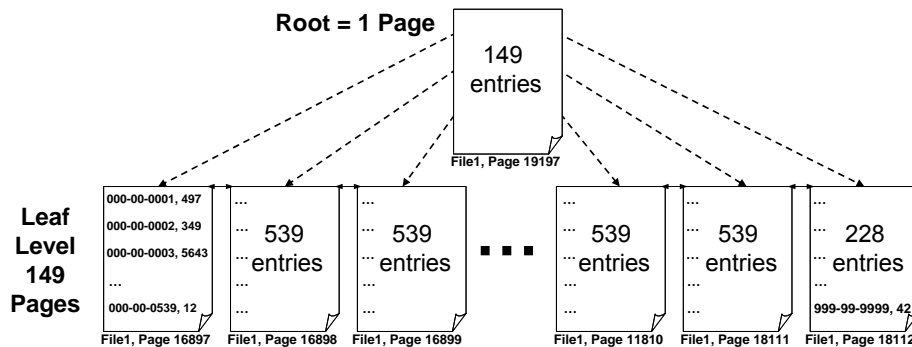 Root = 1 Page
149
entries
File1, Page 19197
Leaf
Level
149
Pages
000-00-0001, 497
000-00-0002, 349
000-00-0003, 5643
...
000-00-0539, 12
File1, Page 16897
...
...
539
...
entries
...
...
File1, Page 16898
...
...
539
...
entries
...
...
File1, Page 16899
...
...
...
539
...
entries
...
...
File1, Page 11810
...
...
539
...
entries
...
...
File1, Page 18111
...
...
228
...
entries
...
999-99-9999, 42
File1, Page 18112